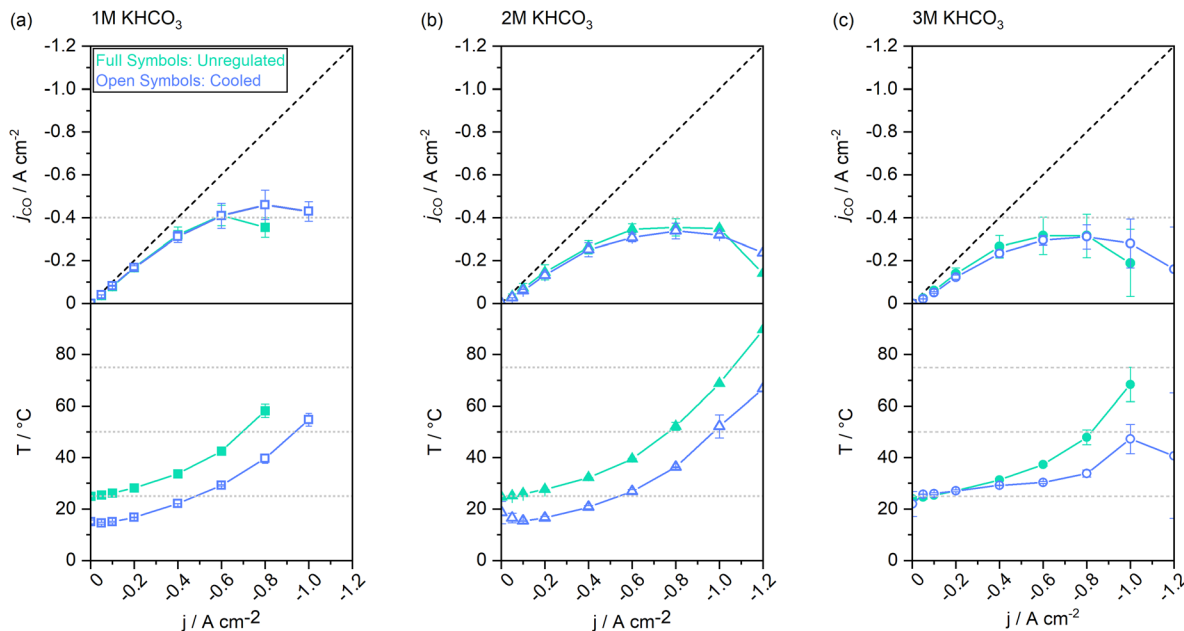 (a) 1M KHCO₃
Full Symbols: Unregulated
Open Symbols: Cooled
jCO / A cm⁻²
-1.2
-1.0
-0.8
-0.6
-0.4
-0.2
0
T / °C
80
60
40
20
0
0 -0.2 -0.4 -0.6 -0.8 -1.0 -1.2
j / A cm⁻²
(b) 2M KHCO₃
jCO / A cm⁻²
-1.2
-1.0
-0.8
-0.6
-0.4
-0.2
0
T / °C
80
60
40
20
0
0 -0.2 -0.4 -0.6 -0.8 -1.0 -1.2
j / A cm⁻²
(c) 3M KHCO₃
jCO / A cm⁻²
-1.2
-1.0
-0.8
-0.6
-0.4
-0.2
0
T / °C
80
60
40
20
0
0 -0.2 -0.4 -0.6 -0.8 -1.0 -1.2
j / A cm⁻²